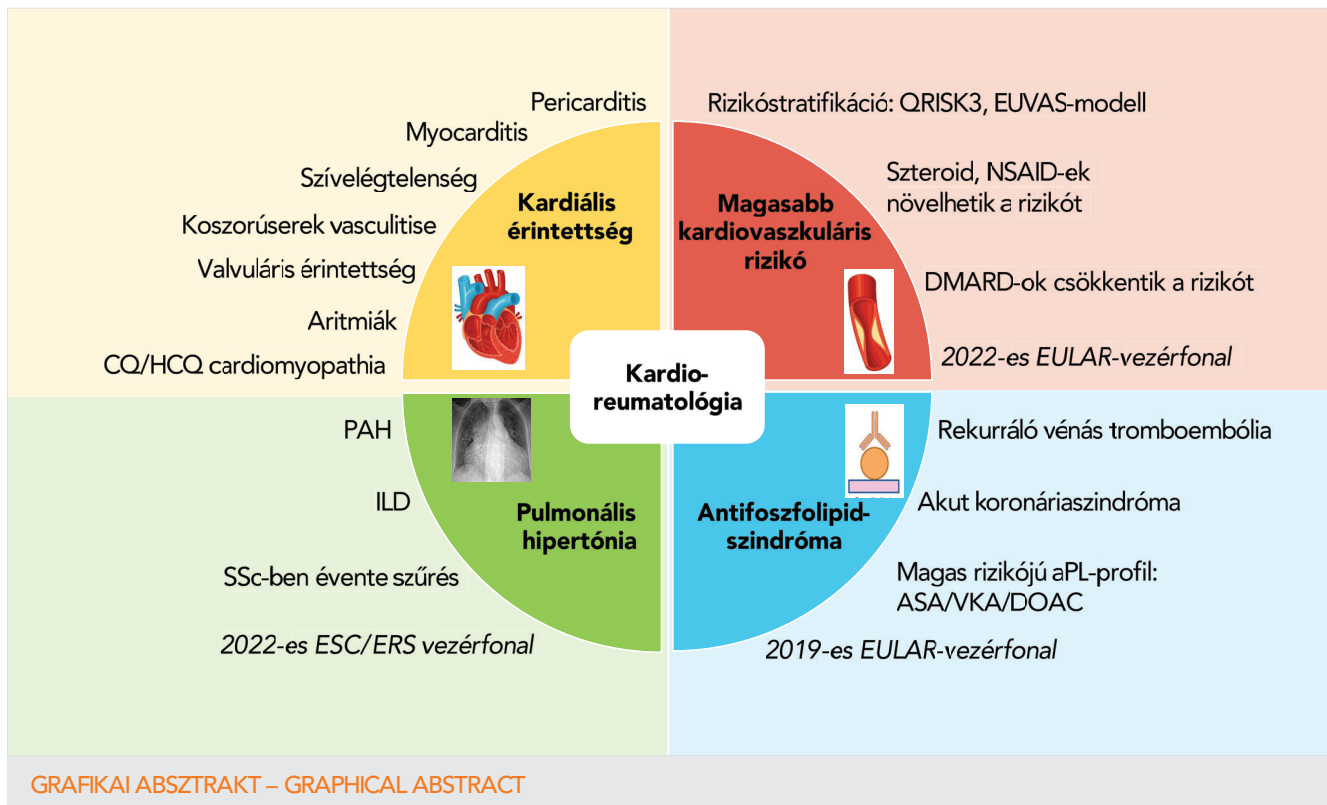 Pericarditis
Myocarditis
Szívelégtelenség
Koszorúserek vasculitise
Valvuláris érintettség
Aritmiák
CQ/HCQ cardiomyopathia
Kardiális
érintettség
Rizikóstratifikáció: QRISK3, EUVAS-modell
Szteroid, NSAID-ek
növelhetik a rizikót
DMARD-ok csökkentik a rizikót
2022-es EULAR-vezérfonal
Magasabb
kardiovaszkuláris
rizikó
Kardio-
reumatológia
PAH
ILD
SSc-ben évente szűrés
2022-es ESC/ERS vezérfonal
Pulmonális
hipertónia
Antifoszfolipid-
szindróma
Rekurráló vénás tromboembólia
Akut koronáriaszindróma
Magas rizikójú aPL-profil:
ASA/VKA/DOAC
2019-es EULAR-vezérfonal
GRAFIKAI ABSZTRAKT – GRAPHICAL ABSTRACT